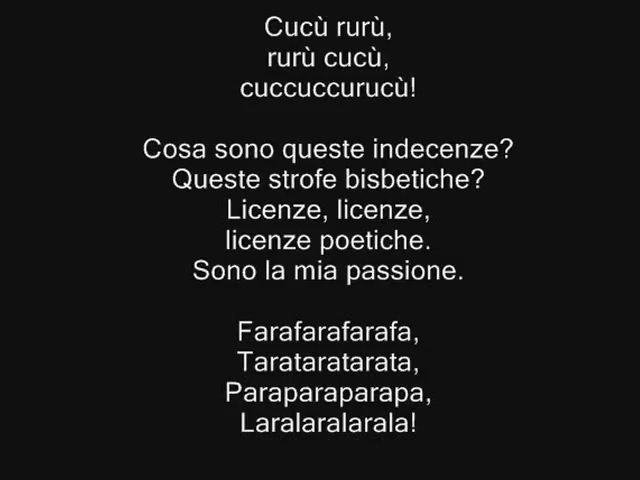 Cucù rurù,
rurù cucù,
cuccuccurucù!
Cosa sono queste indecenze?
Queste strofe bisbetiche?
Licenze, licenze,
licenze poetiche.
Sono la mia passione.
Farafarafarafa,
Tarataratarata,
Paraparaparapa,
Laralaralarala!